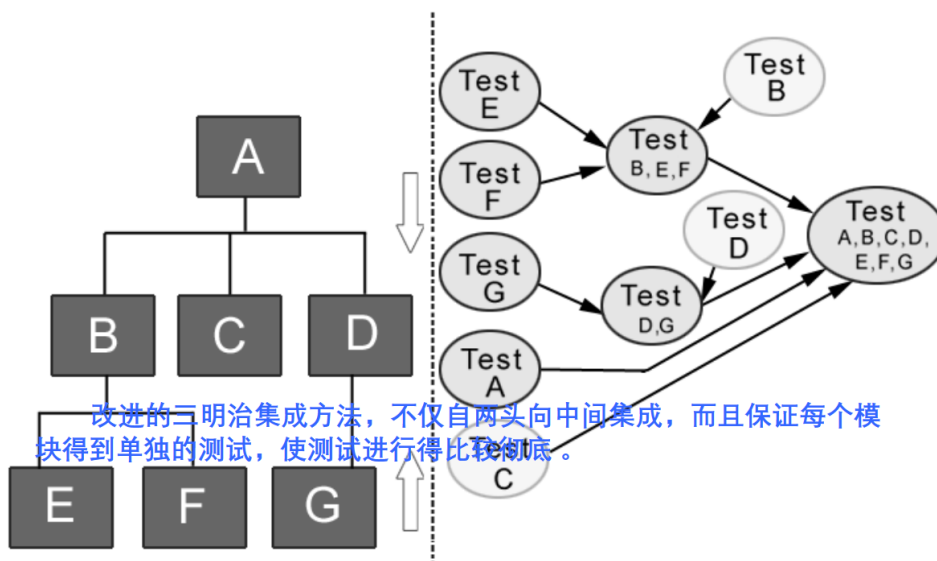 A
B
C
D
E
F
G
Test
E
Test
F
Test
G
Test
A
Test
C
Test
B
Test
B, E, F
Test
D
Test
D,G
Test
A, B, C, D,
E, F, G
改进的三明治集成方法，不仅自两头向中间集成，而且保证每个模
块得到单独的测试，使测试进行得比较彻底 。